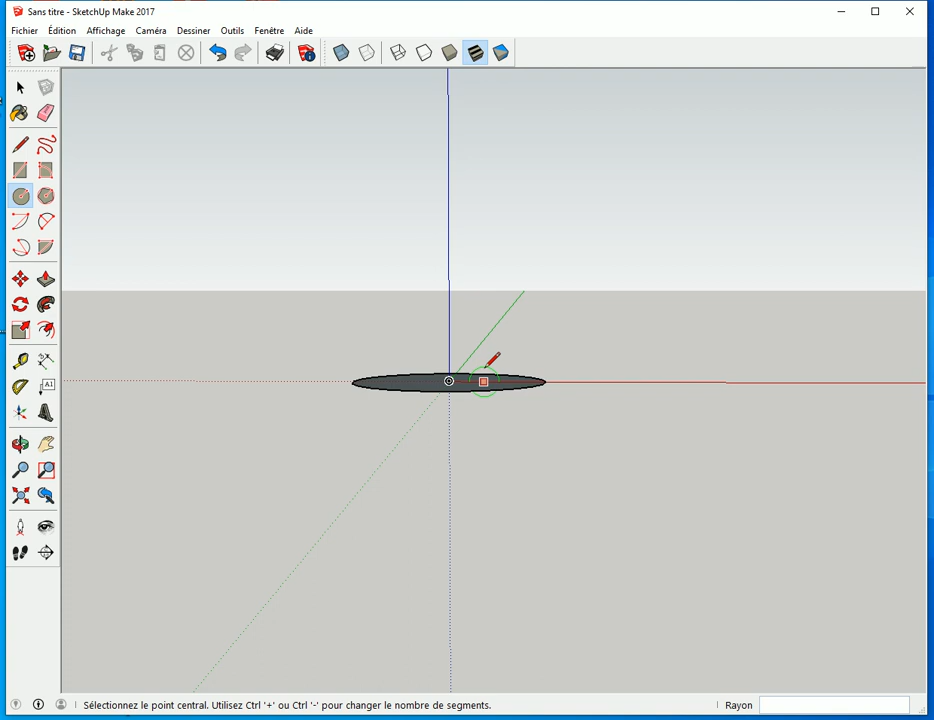 Sans titre - SketchUp Make 2017
Fichier Édition Affichage Caméra Dessiner Outils Fenêtre Aide
A1
Sélectionnez le point central. Utilisez Ctrl '+' ou Ctrl '-' pour changer le nombre de segments.
Rayon